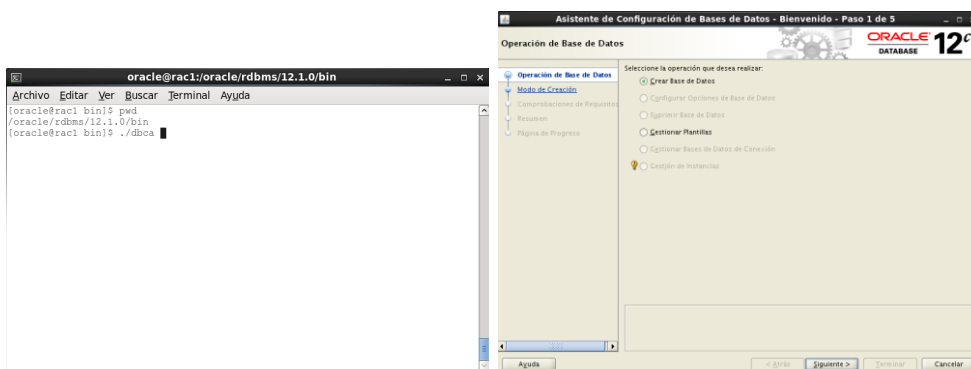 oracle@rac1:/oracle/rdbms/12.1.0/bin
Archivo Editar Ver Buscar Terminal Ayuda
[oracle@rac1 bin]$ pwd
/oracle/rdbms/12.1.0/bin
[oracle@rac1 bin]$ ./dbca
Asistente de Configuración de Bases de Datos - Bienvenido - Paso 1 de 5
Operación de Base de Datos
ORACLE
DATABASE
12c
Operación de Base de Datos
Modo de Creación
Comprobaciones de Requisitos
Resumen
Página de Progreso
Seleccione la operación que desea realizar:
Crear Base de Datos
Configurar Opciones de Base de Datos
Suprimir Base de Datos
Gestionar Plantillas
Gestionar Bases de Datos de Conexión
Gestión de Instancias
Ayuda
< Atrás
Siguiente >
Terminar
Cancelar